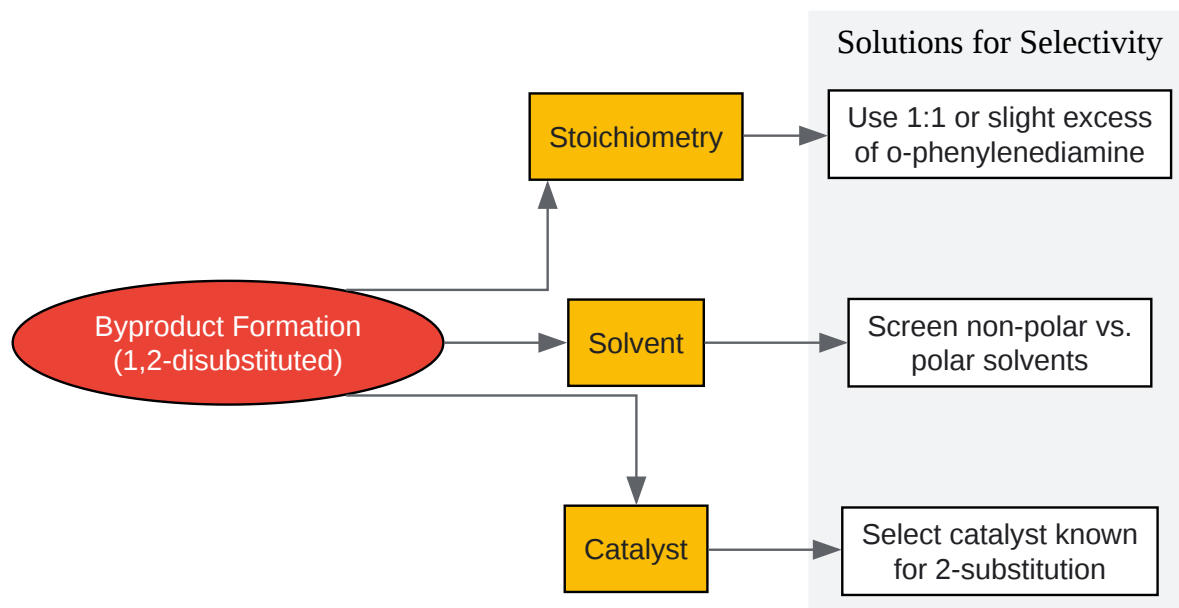 Solutions for Selectivity
Stoichiometry
Use 1:1 or slight excess
of o-phenylenediamine
Byproduct Formation
(1,2-disubstituted)
Solvent
Screen non-polar vs.
polar solvents
Catalyst
Select catalyst known
for 2-substitution